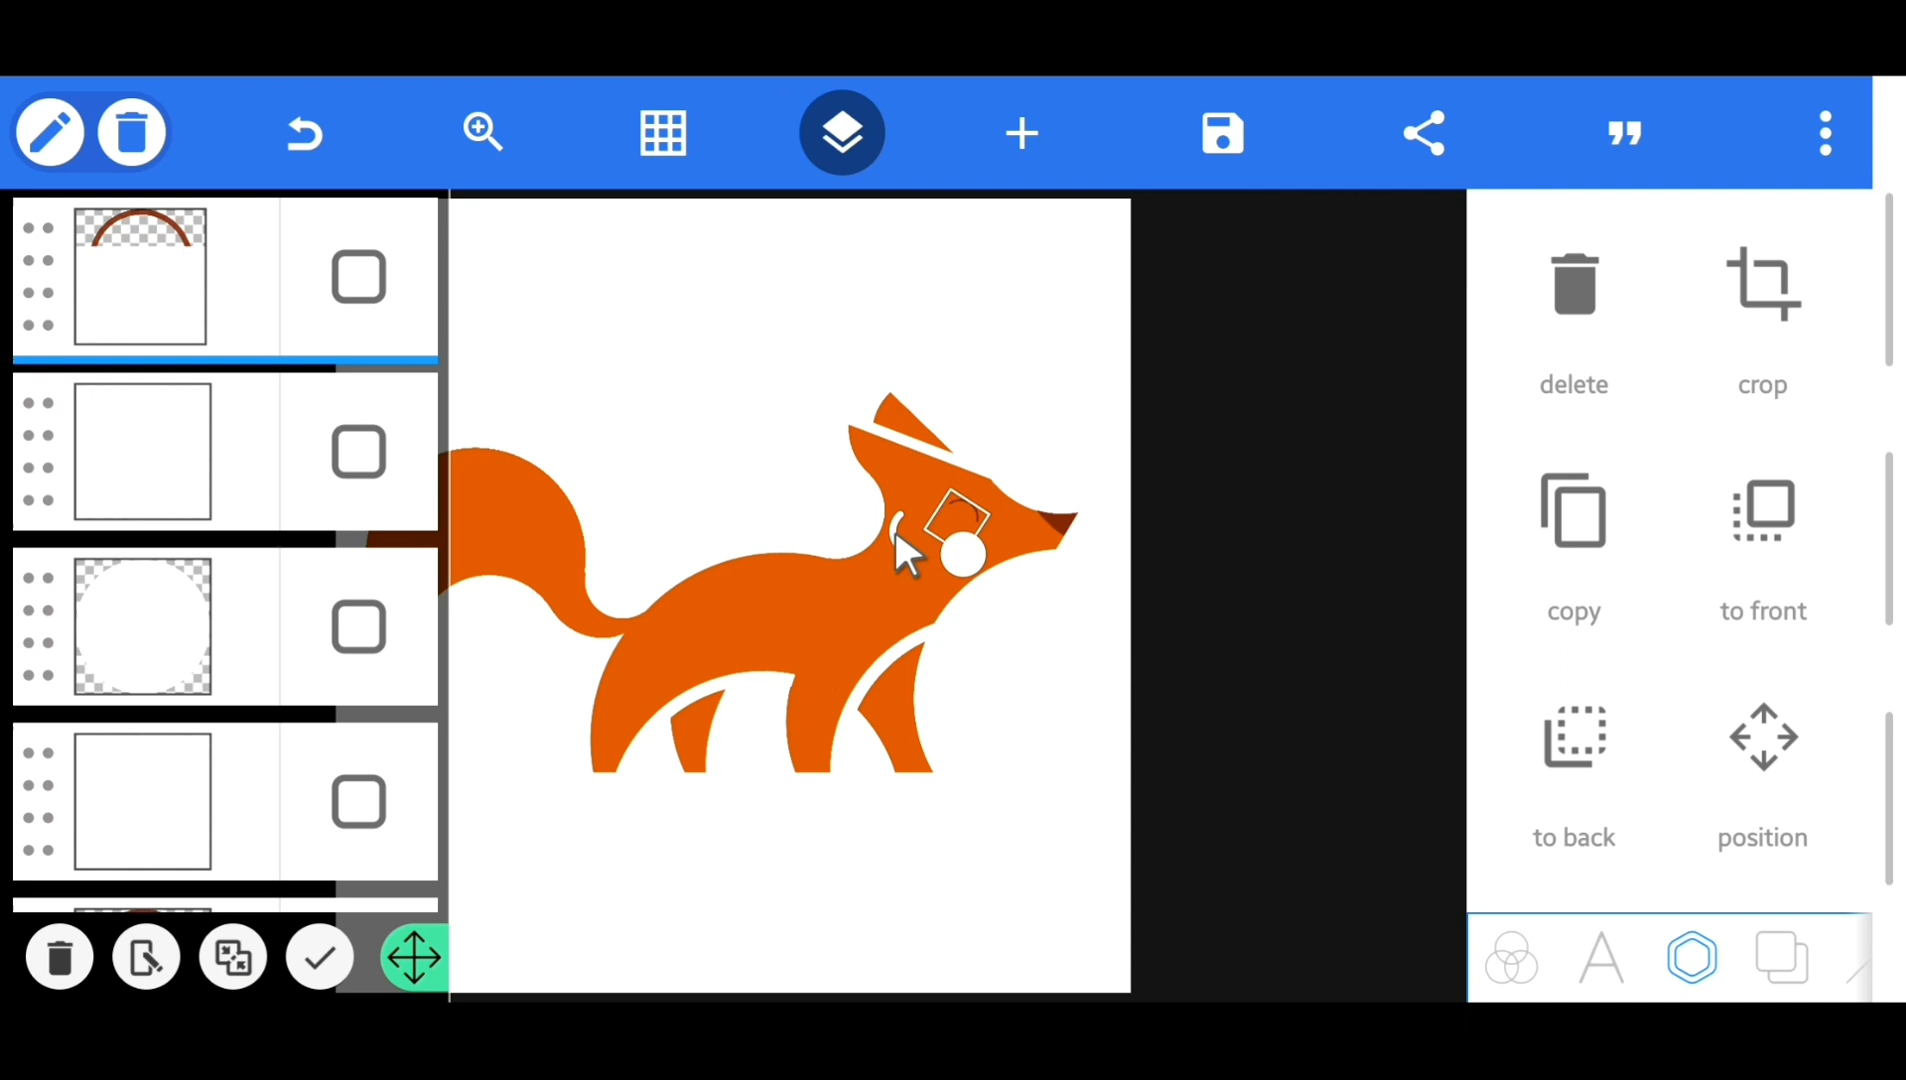 delete
crop
copy
to front
to back
position